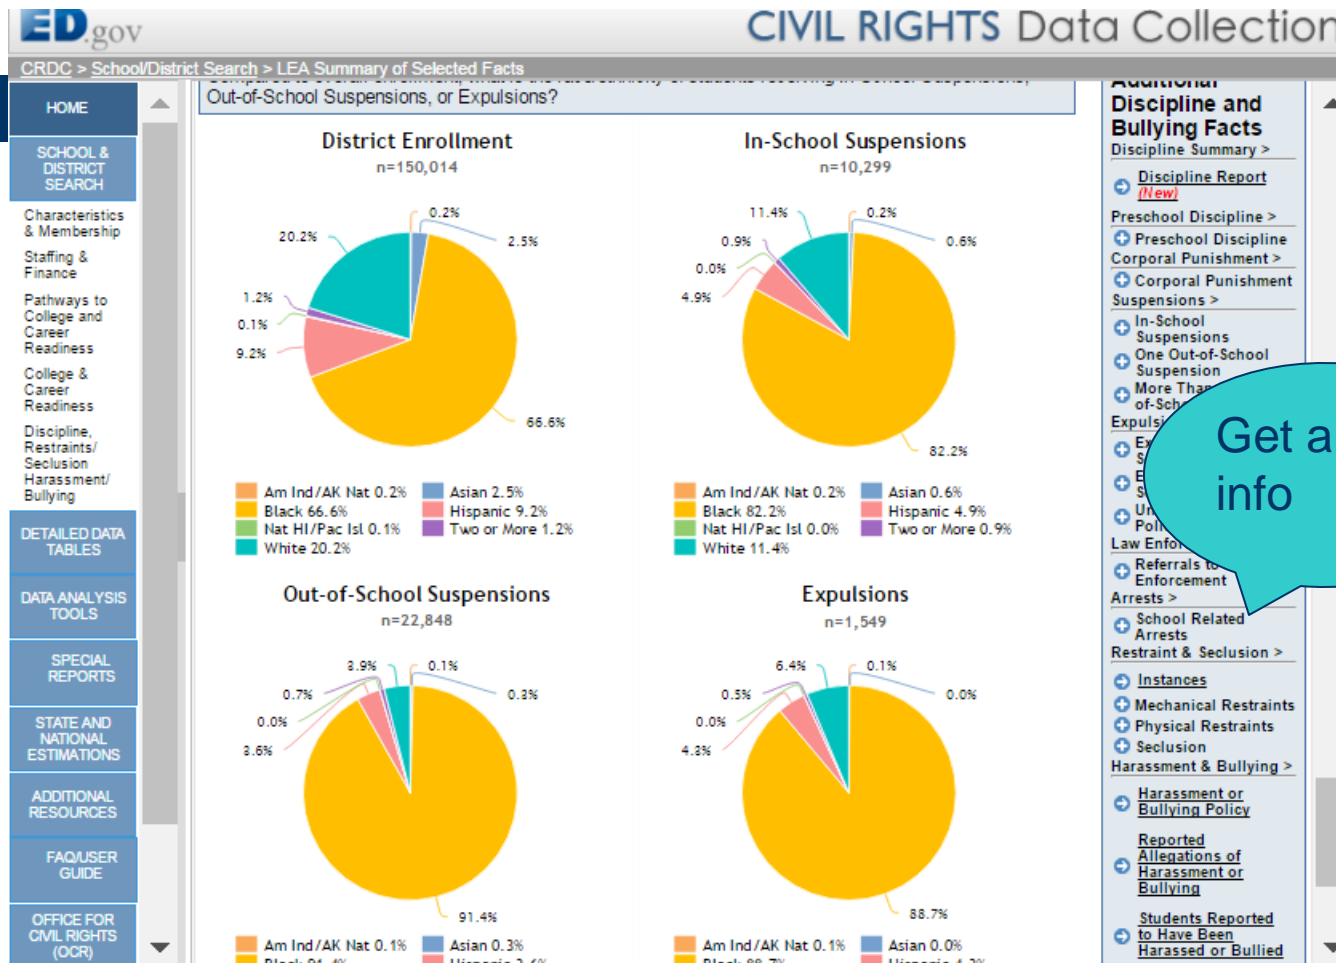 ED.gov
CIVIL RIGHTS Data Collection
CRDC > School/District Search > LEA Summary of Selected Facts
HOME
SCHOOL &
DISTRICT
SEARCH
Characteristics
& Membership
Staffing &
Finance
Pathways to
College and
Career
Readiness
College &
Career
Readiness
Discipline,
Restraints/
Seclusion
Harassment/
Bullying
DETAILED DATA
TABLES
DATA ANALYSIS
TOOLS
SPECIAL
REPORTS
STATE AND
NATIONAL
ESTIMATIONS
ADDITIONAL
RESOURCES
FAQ/USER
GUIDE
OFFICE FOR
CIVIL RIGHTS
(OCR)
Out-of-School Suspensions, or Expulsions?
District Enrollment
n=150,014
0.2%
2.5%
20.2%
1.2%
0.1%
9.2%
66.6%
Am Ind/AK Nat 0.2%
Asian 2.5%
Black 66.6%
Hispanic 9.2%
Nat HI/Pac Isl 0.1%
Two or More 1.2%
White 20.2%
In-School Suspensions
n=10,299
11.4%
0.2%
0.9%
0.6%
0.0%
4.9%
82.2%
Am Ind/AK Nat 0.2%
Asian 0.6%
Black 82.2%
Hispanic 4.9%
Nat HI/Pac Isl 0.0%
Two or More 0.9%
White 11.4%
Out-of-School Suspensions
n=22,848
3.9%
0.1%
0.7%
0.3%
0.0%
3.6%
91.4%
Am Ind/AK Nat 0.1%
Asian 0.3%
Black 91.4%
Hispanic 3.6%
Expulsions
n=1,549
6.4%
0.1%
0.5%
0.0%
0.0%
4.3%
88.7%
Am Ind/AK Nat 0.1%
Asian 0.0%
Black 88.7%
Hispanic 4.3%
Additional
Discipline and
Bullying Facts
Discipline Summary >
Discipline Report
(New)
Preschool Discipline >
Preschool Discipline
Corporal Punishment >
Corporal Punishment
Suspensions >
In-School
Suspensions
One Out-of-School
Suspension
More
Law
Referrals
Enforcement
Arrests >
School Related
Arrests
Restraint & Seclusion >
Instances
Mechanical Restraints
Physical Restraints
Seclusion
Harassment & Bullying >
Harassment or
Bullying Policy
Reported
Allegations of
Harassment or
Bullying
Students Reported
to Have Been
Harassed or Bullied
Get a
info